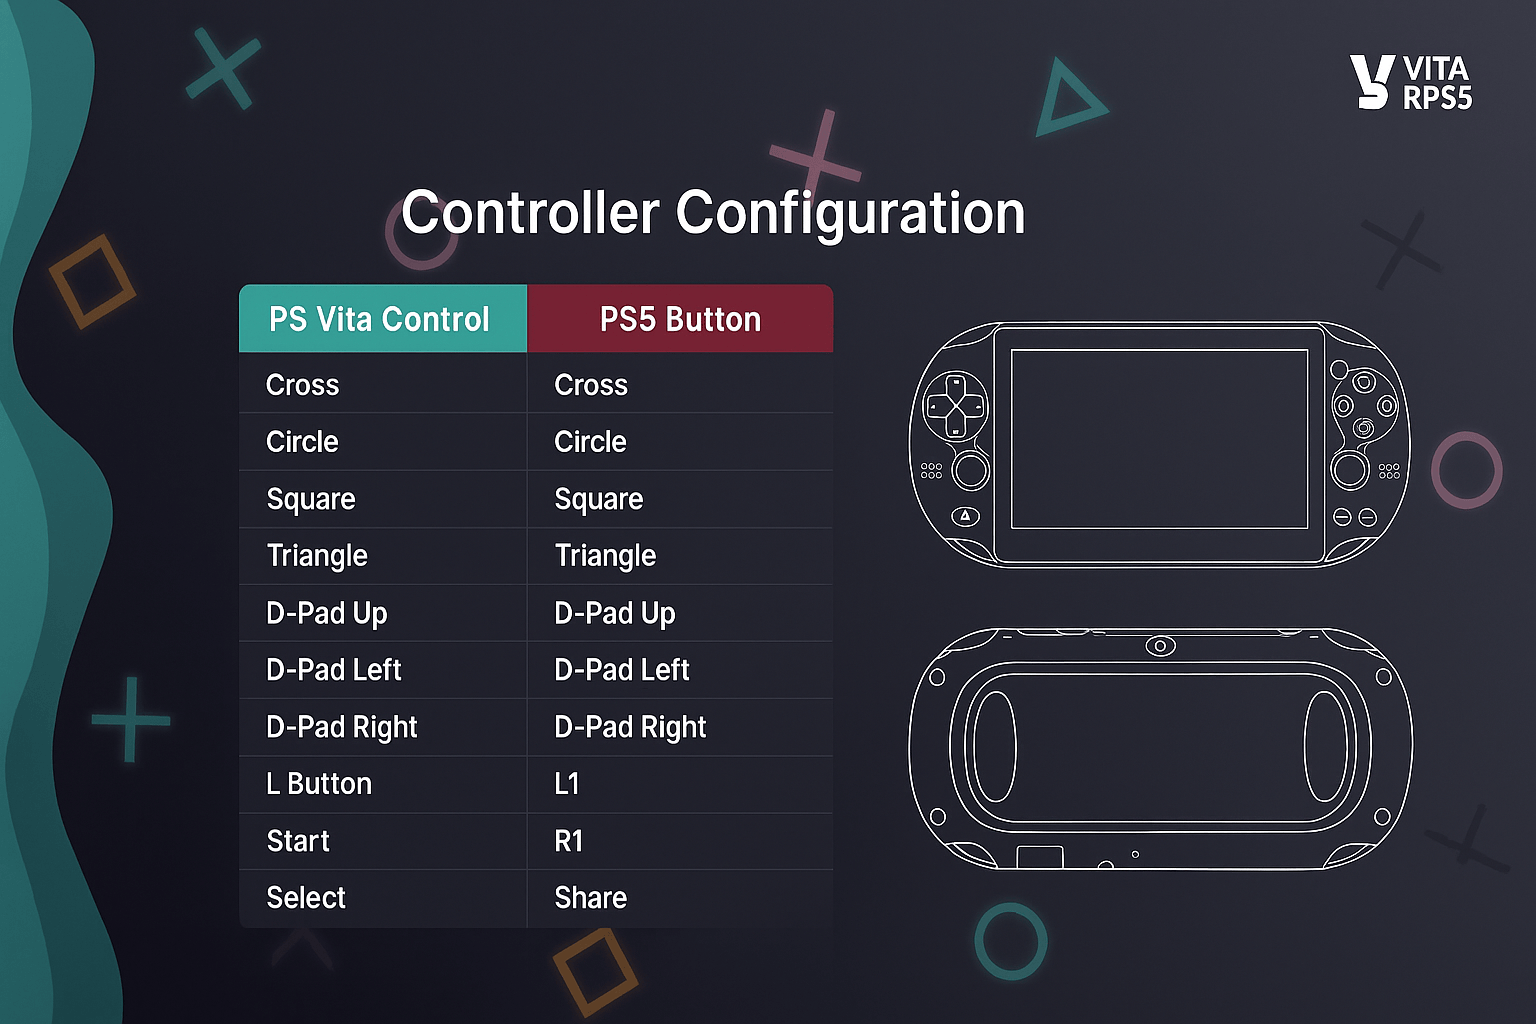 VITA
RPS5
Controller Configuration
PS Vita Control PS5 Button
Cross Cross
Circle Circle
Square Square
Triangle Triangle
D-Pad Up D-Pad Up
D-Pad Left D-Pad Left
D-Pad Right D-Pad Right
L Button L1
Start R1
Select Share